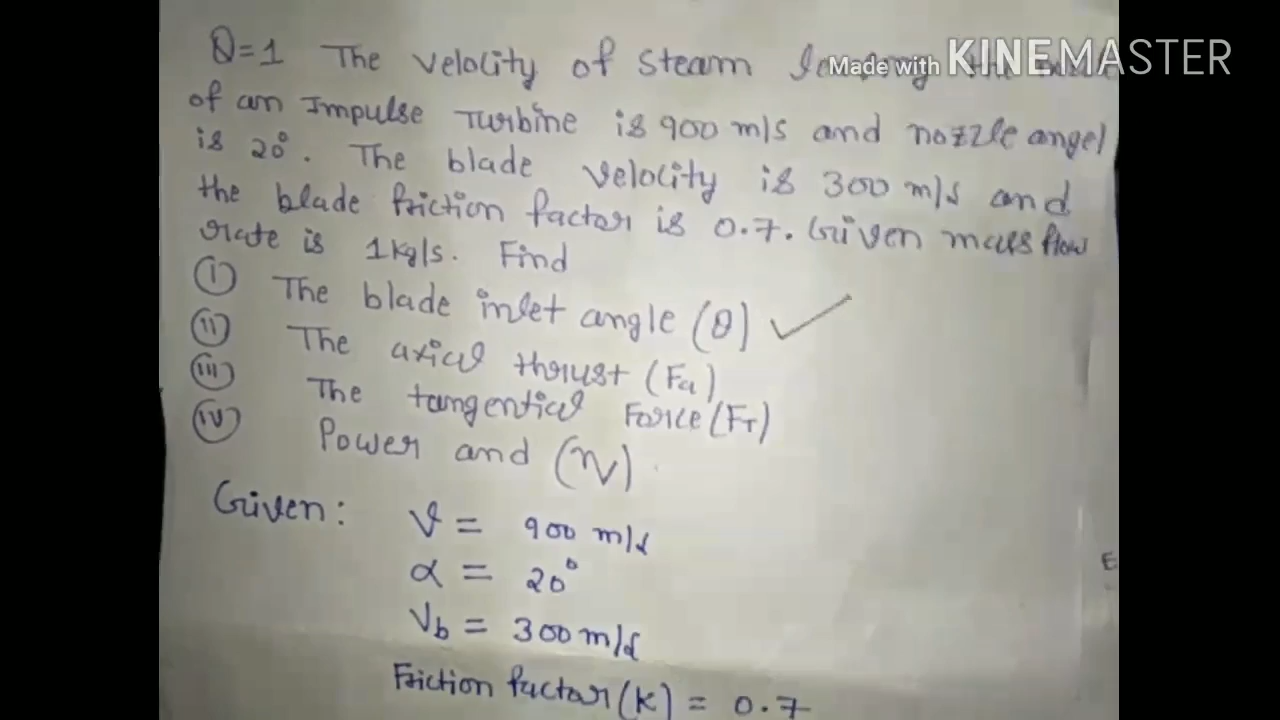 Q=1 The velocity of Steam
Made with KINEMASTER
of an Impulse Turbine is 900 m/s and nozzle angel
is 20°. The blade velocity is 300 m/s and
the blade friction factor is 0.7. Given mass flow
rate is 1kg/s. Find
(i) The blade inlet angle (θ) ✓
(ii) The axial thrust (Fa)
(iii) The tangential Force (FT)
(iv) Power and (η)
Given: V = 900 m/s
α = 20°
Vb = 300 m/s
E
Friction factor (K) = 0.7